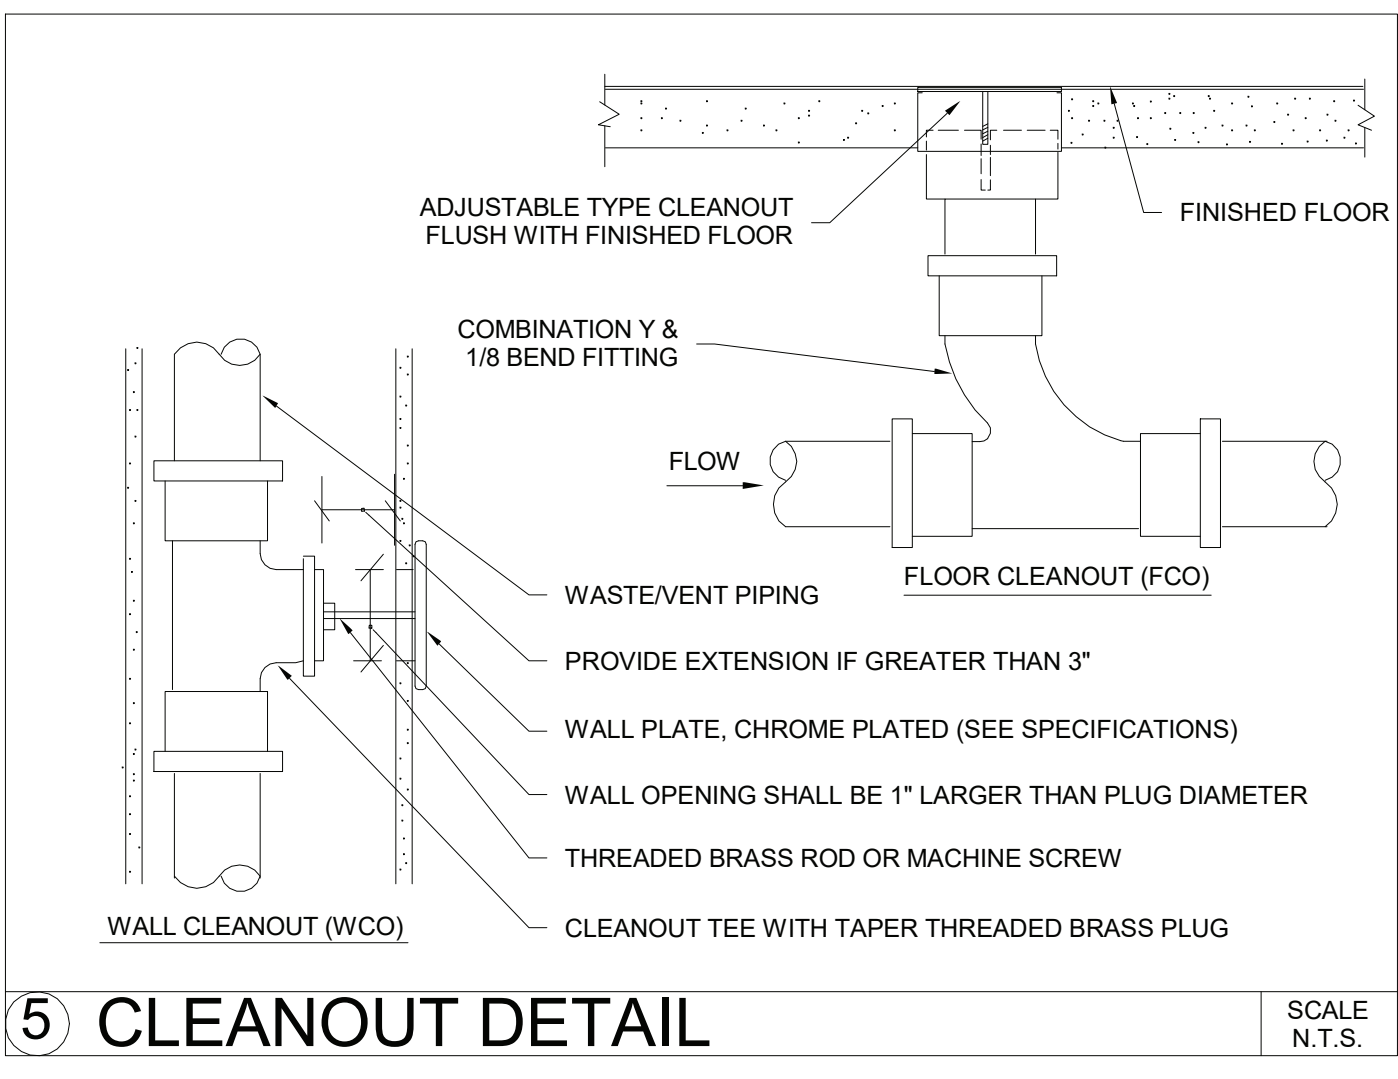 ADJUSTABLE TYPE CLEANOUT
FLUSH WITH FINISHED FLOOR
FINISHED FLOOR
COMBINATION Y &
1/8 BEND FITTING
FLOW
FLOOR CLEANOUT (FCO)
WASTE/VENT PIPING
PROVIDE EXTENSION IF GREATER THAN 3"
WALL PLATE, CHROME PLATED (SEE SPECIFICATIONS)
WALL OPENING SHALL BE 1" LARGER THAN PLUG DIAMETER
THREADED BRASS ROD OR MACHINE SCREW
CLEANOUT TEE WITH TAPER THREADED BRASS PLUG
WALL CLEANOUT (WCO)
5 CLEANOUT DETAIL
SCALE
N.T.S.